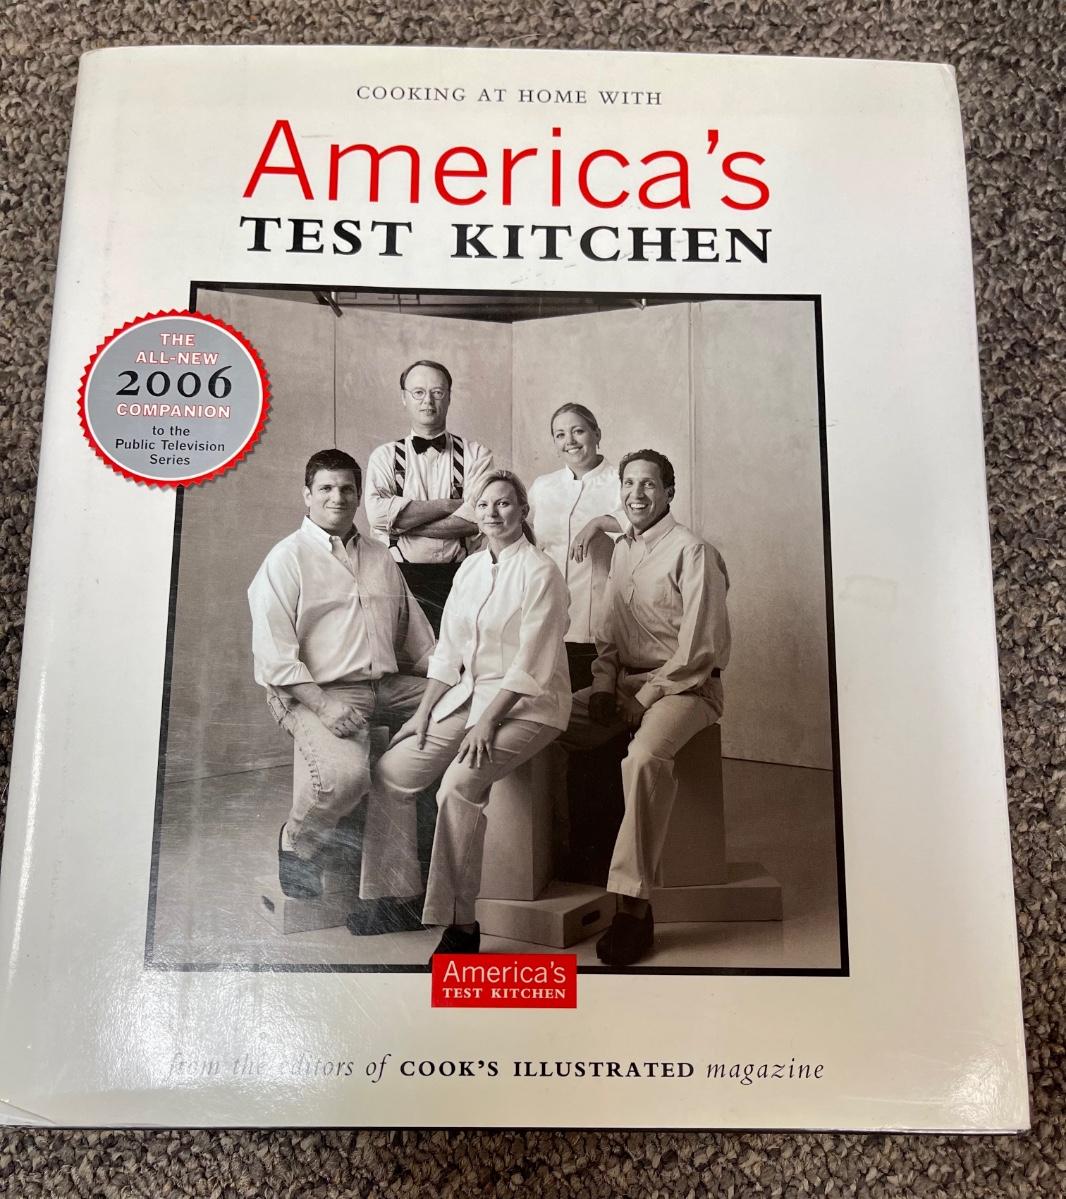 COOKING AT HOME WITH
America's
TEST KITCHEN
THE
ALL-NEW
2006
COMPANION
to the
Public Television
Series
America's
TEST KITCHEN
from the editors of COOK'S ILLUSTRATED magazine